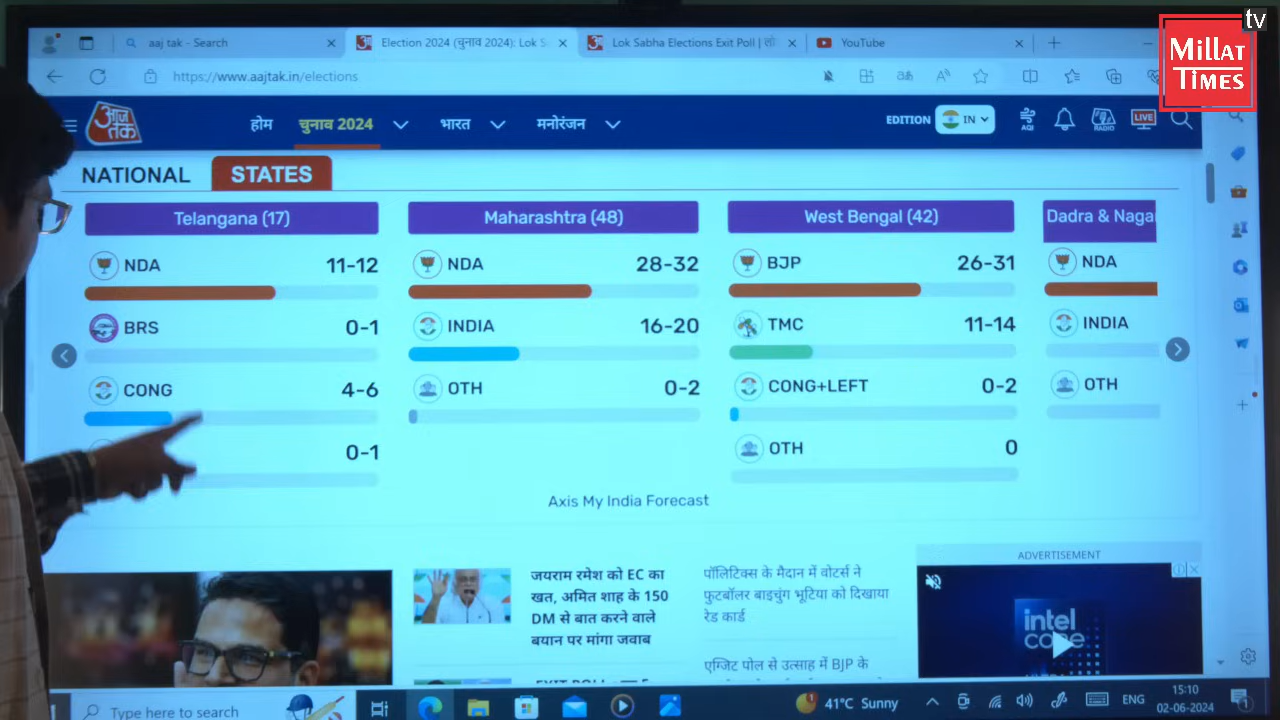 tv
MILLAT
TIMES
aaj tak - Search
Election 2024 (चुनाव 2024): Lok S
Lok Sabha Elections Exit Poll | लो
YouTube
https://www.aajtak.in/elections
आज तक
होम
चुनाव 2024
भारत
मनोरंजन
EDITION
IN
AQI
RADIO
LIVE
NATIONAL
STATES
Telangana (17)
NDA 11-12
BRS 0-1
CONG 4-6
0-1
Maharashtra (48)
NDA 28-32
INDIA 16-20
OTH 0-2
West Bengal (42)
BJP 26-31
TMC 11-14
CONG+LEFT 0-2
OTH 0
Dadra & Nagar
NDA
INDIA
OTH
Axis My India Forecast
जयराम रमेश को EC का
खत, अमित शाह के 150
DM से बात करने वाले
बयान पर मांगा जवाब
पॉलिटिक्स के मैदान में वोटर्स ने
फुटबॉलर बाइचुंग भूटिया को दिखाया
रेड कार्ड
एग्जिट पोल से उत्साह में BJP के
ADVERTISEMENT
intel
core
Type here to search
41°C Sunny
ENG
15:10
02-06-2024